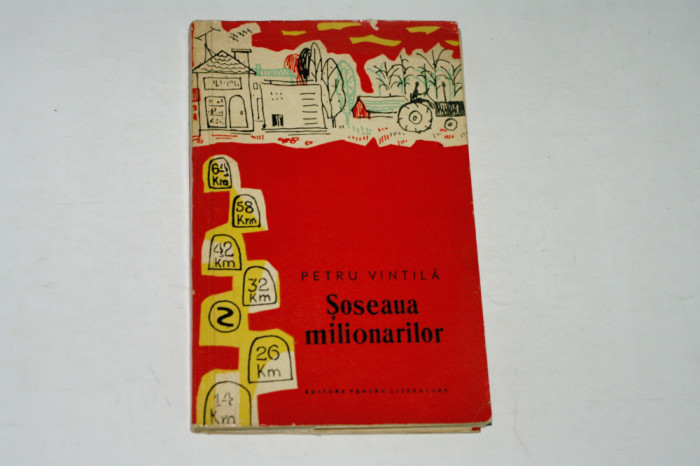 64
Km
58
Km
42
Km
32
Km
2
26
Km
14
Km
PETRU VINTILĂ
Șoseaua
milionarilor
EDITURA PENTRU LITERATURĂ